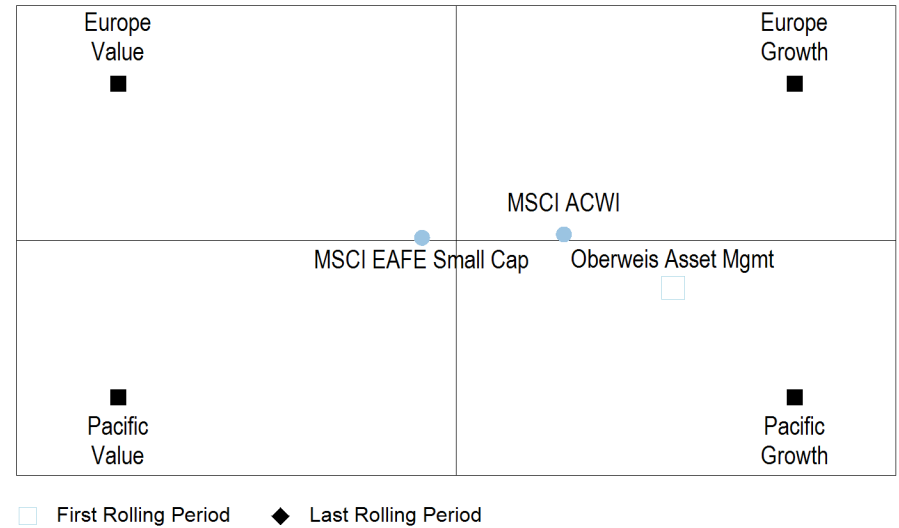 Europe
Value
Europe
Growth
MSCI ACWI
MSCI EAFE Small Cap
Oberweis Asset Mgmt
Pacific
Value
Pacific
Growth
First Rolling Period
Last Rolling Period